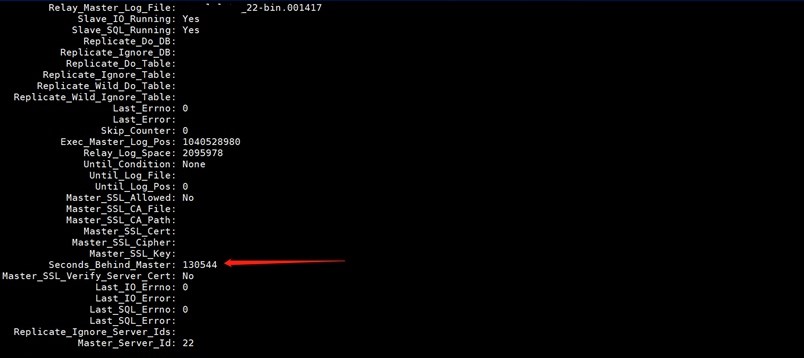 Relay_Master_Log_File: _22-bin.001417
Slave_IO_Running: Yes
Slave_SQL_Running: Yes
Replicate_Do_DB:
Replicate_Ignore_DB:
Replicate_Do_Table:
Replicate_Ignore_Table:
Replicate_Wild_Do_Table:
Replicate_Wild_Ignore_Table:
Last_Errno: 0
Last_Error:
Skip_Counter: 0
Exec_Master_Log_Pos: 1040528980
Relay_Log_Space: 2095978
Until_Condition: None
Until_Log_File:
Until_Log_Pos: 0
Master_SSL_Allowed: No
Master_SSL_CA_File:
Master_SSL_CA_Path:
Master_SSL_Cert:
Master_SSL_Cipher:
Master_SSL_Key:
Seconds_Behind_Master: 130544
Master_SSL_Verify_Server_Cert: No
Last_IO_Errno: 0
Last_IO_Error:
Last_SQL_Errno: 0
Last_SQL_Error:
Replicate_Ignore_Server_Ids:
Master_Server_Id: 22